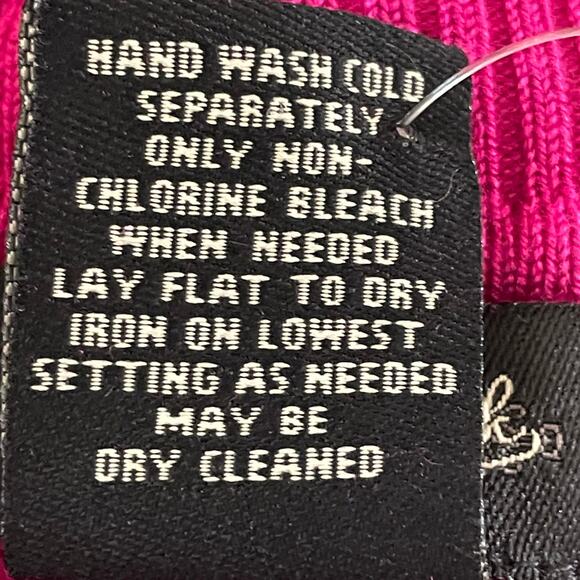 HAND WASH COLD
SEPARATELY
ONLY NON-
CHLORINE BLEACH
WHEN NEEDED
LAY FLAT TO DRY
IRON ON LOWEST
SETTING AS NEEDED
MAY BE
DRY CLEANED